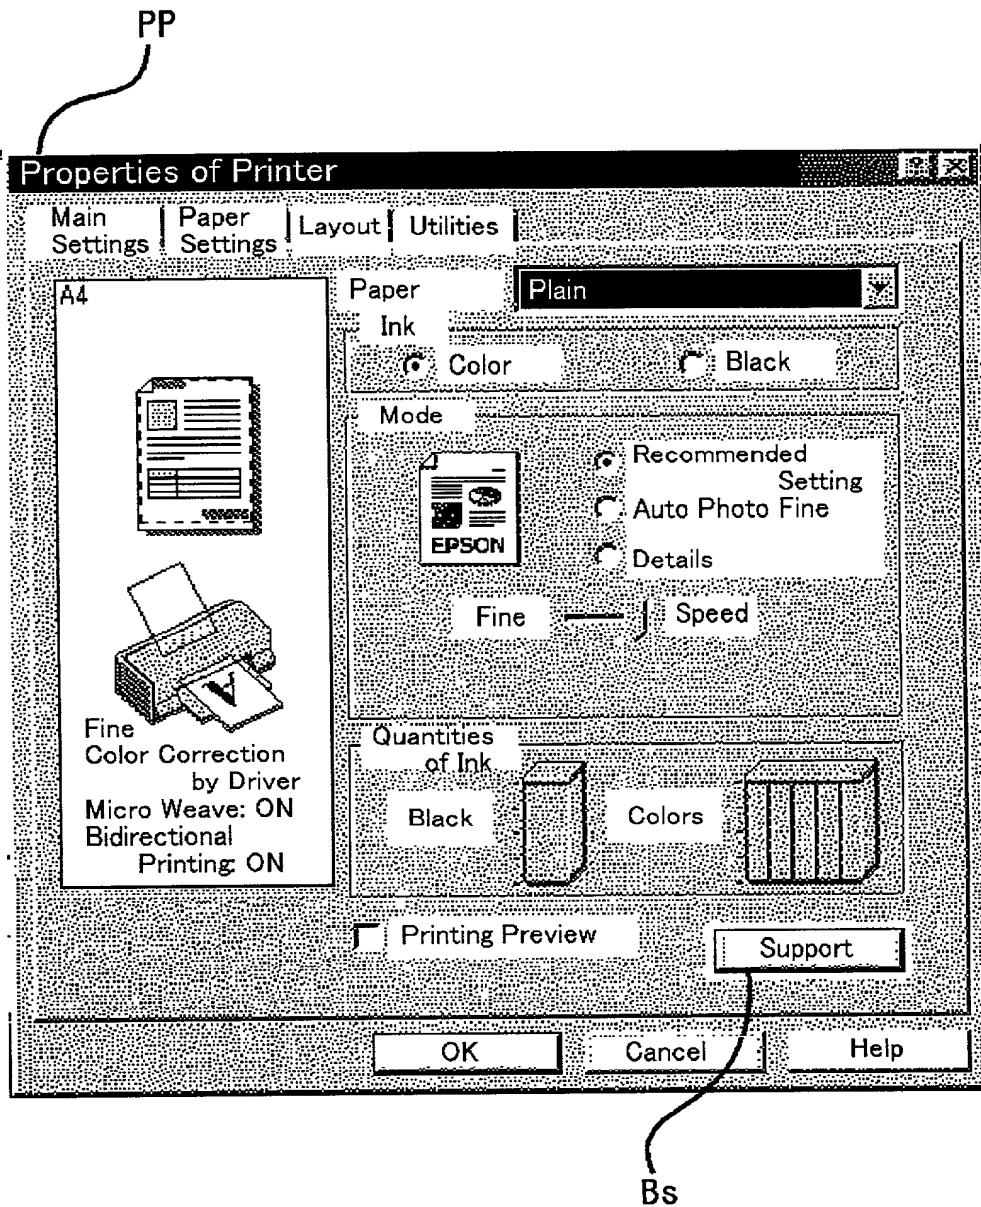 PP
Properties of Printer
Main
Settings
Paper
Settings
Layout
Utilities
A4
Paper
Plain
Ink
Color
Black
Mode
EPSON
Recommended
Setting
Auto Photo Fine
Details
Fine
Speed
Fine
Color Correction
by Driver
Micro Weave: ON
Bidirectional
Printing: ON
Quantities
of Ink
Black
Colors
Printing Preview
Support
OK
Cancel
Help
Bs